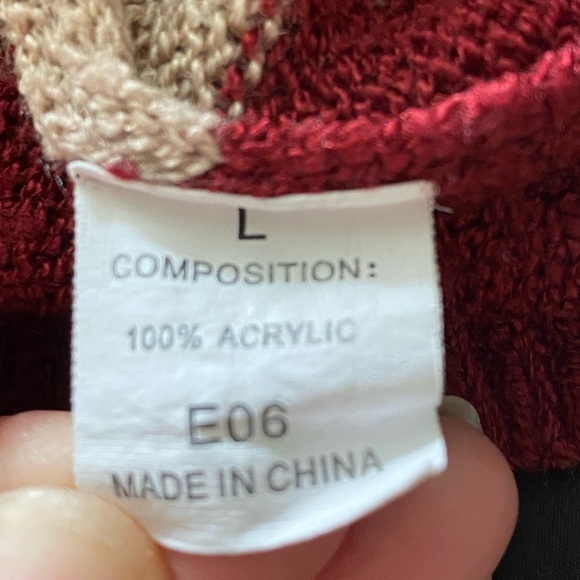 L
COMPOSITION:
100% ACRYLIC
E06
MADE IN CHINA